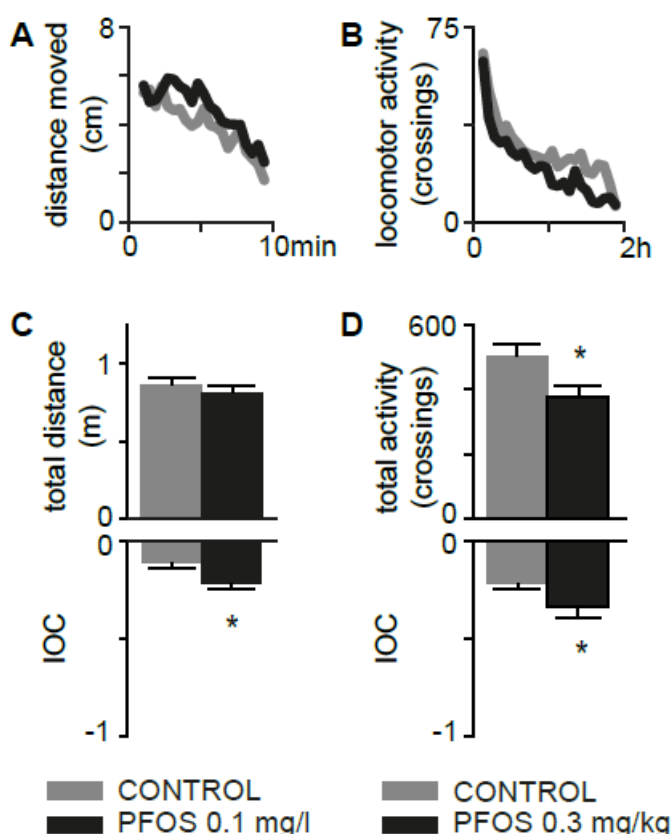 A
8
distance moved
(cm)
0
0
10min
B
75
locomotor activity
(crossings)
0
0
2h
C
1
total distance
(m)
0
0
IOC
*
-1
D
600
*
total activity
(crossings)
0
0
IOC
*
-1
CONTROL
PFOS 0.1 mg/l
CONTROL
PFOS 0.3 mg/kg